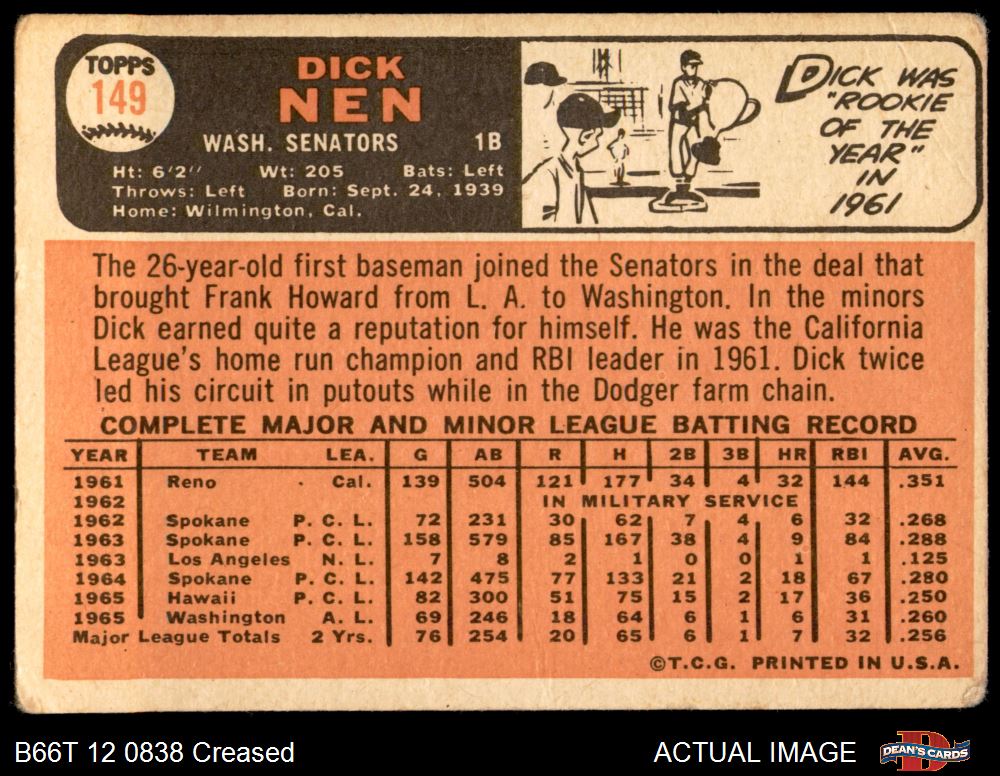 TOPPS
149
DICK
NEN
WASH. SENATORS 1B
Ht: 6'2" Wt: 205 Bats: Left
Throws: Left Born: Sept. 24, 1939
Home: Wilmington, Cal.
DICK WAS
"ROOKIE
OF THE
YEAR"
IN
1961
The 26-year-old first baseman joined the Senators in the deal that
brought Frank Howard from L. A. to Washington. In the minors
Dick earned quite a reputation for himself. He was the California
League's home run champion and RBI leader in 1961. Dick twice
led his circuit in putouts while in the Dodger farm chain.
COMPLETE MAJOR AND MINOR LEAGUE BATTING RECORD
YEAR TEAM LEA. G AB R H 2B 3B HR RBI AVG.
1961 Reno Cal. 139 504 121 177 34 4 32 144 .351
1962 IN MILITARY SERVICE
1962 Spokane P. C. L. 72 231 30 62 7 4 6 32 .268
1963 Spokane P. C. L. 158 579 85 167 38 4 9 84 .288
1963 Los Angeles N. L. 7 8 2 1 0 0 1 1 .125
1964 Spokane P. C. L. 142 475 77 133 21 2 18 67 .280
1965 Hawaii P. C. L. 82 300 51 75 15 2 17 36 .250
1965 Washington A. L. 69 246 18 64 6 1 6 31 .260
Major League Totals 2 Yrs. 76 254 20 65 6 1 7 32 .256
©T.C.G. PRINTED IN U.S.A.
B66T 12 0838 Creased ACTUAL IMAGE
DEAN'S CARDS